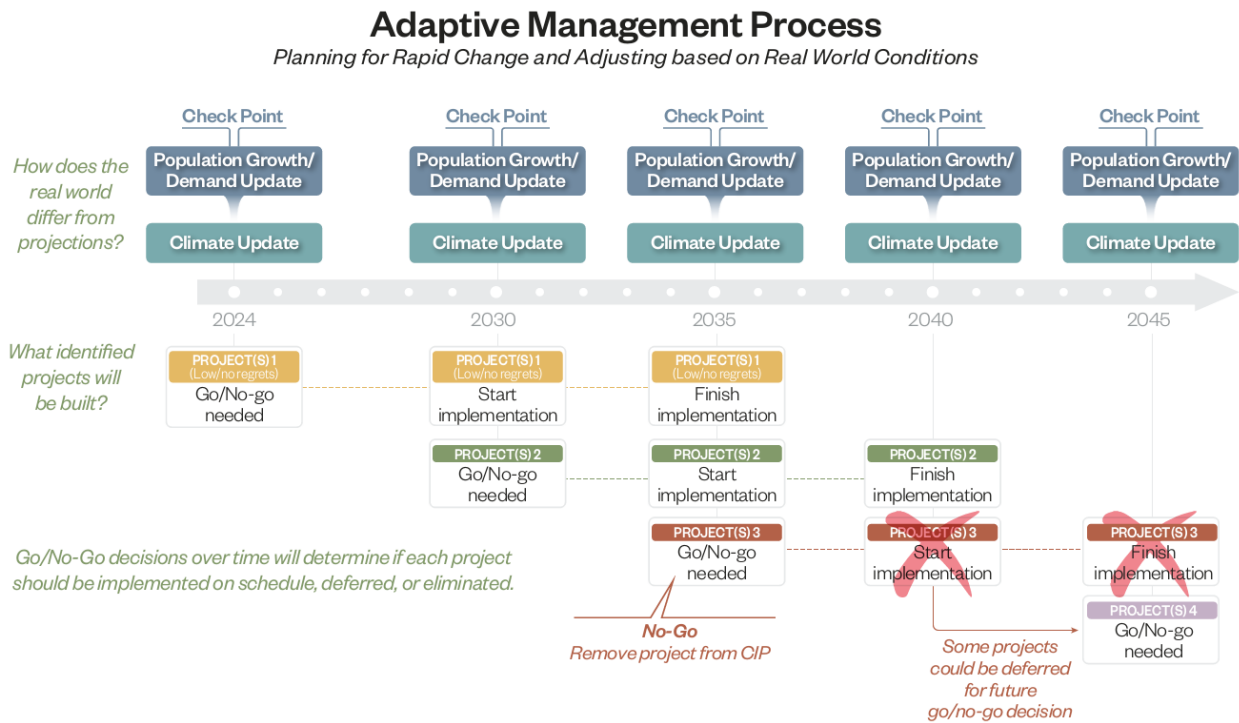 Adaptive Management Process
Planning for Rapid Change and Adjusting based on Real World Conditions
Check Point
Check Point
Check Point
Check Point
Check Point
How does the
real world
differ from
projections?
Population Growth/
Demand Update
Population Growth/
Demand Update
Population Growth/
Demand Update
Population Growth/
Demand Update
Population Growth/
Demand Update
Climate Update
Climate Update
Climate Update
Climate Update
Climate Update
2024
2030
2035
2040
2045
What identified
projects will
be built?
PROJECT(S) 1
(Low/no regrets)
Go/No-go
needed
PROJECT(S) 1
(Low/no regrets)
Start
implementation
PROJECT(S) 1
(Low/no regrets)
Finish
implementation
PROJECT(S) 2
Go/No-go
needed
PROJECT(S) 2
Start
implementation
PROJECT(S) 2
Finish
implementation
Go/No-Go decisions over time will determine if each project
should be implemented on schedule, deferred, or eliminated.
PROJECT(S) 3
Go/No-go
needed
PROJECT(S) 3
Start
implementation
PROJECT(S) 3
Finish
implementation
No-Go
Remove project from CIP
PROJECT(S) 4
Go/No-go
needed
Some projects
could be deferred
for future
go/no-go decision